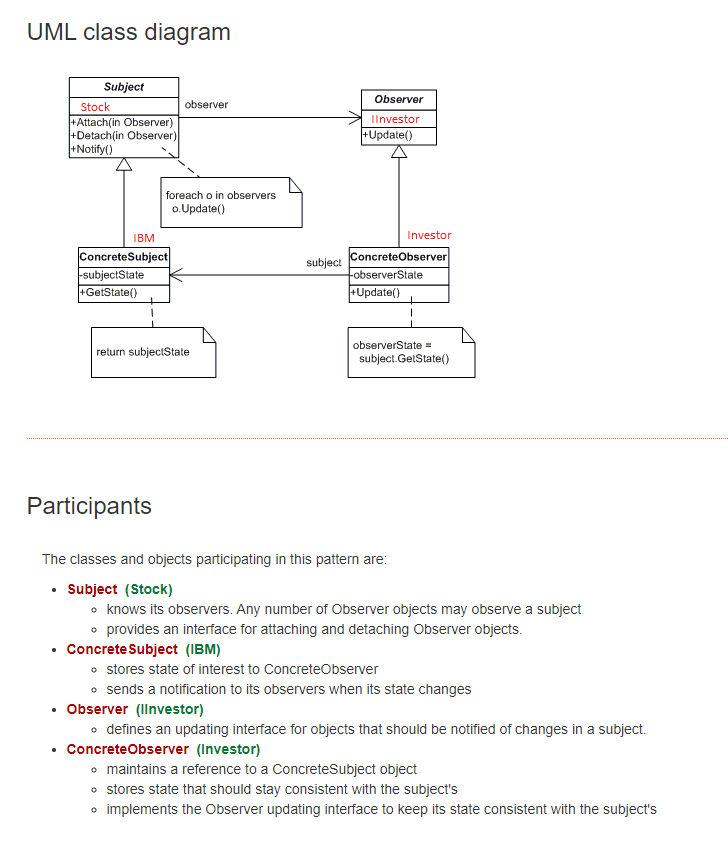 UML class diagram
Subject
Stock
+Attach(in Observer)
+Detach(in Observer)
+Notify()
observer
Observer
IInvestor
+Update()
foreach o in observers
o.Update()
IBM
ConcreteSubject
-subjectState
+GetState()
subject
Investor
ConcreteObserver
-observerState
+Update()
return subjectState
observerState =
subject.GetState()
Participants
The classes and objects participating in this pattern are:
• Subject (Stock)
◦ knows its observers. Any number of Observer objects may observe a subject
◦ provides an interface for attaching and detaching Observer objects.
• ConcreteSubject (IBM)
◦ stores state of interest to ConcreteObserver
◦ sends a notification to its observers when its state changes
• Observer (IInvestor)
◦ defines an updating interface for objects that should be notified of changes in a subject.
• ConcreteObserver (Investor)
◦ maintains a reference to a ConcreteSubject object
◦ stores state that should stay consistent with the subject's
◦ implements the Observer updating interface to keep its state consistent with the subject's